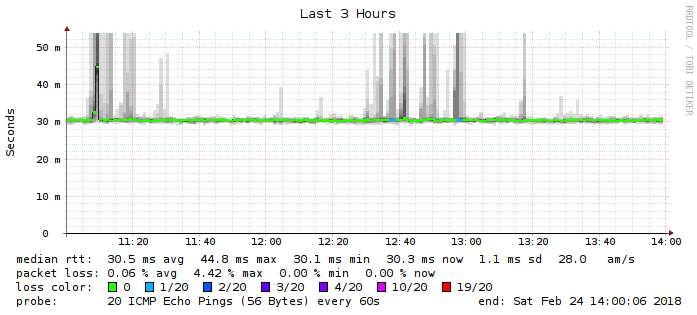 Last 3 Hours
RRDTOOL / TOBI OETIKER
Seconds
50 m
40 m
30 m
20 m
10 m
0
11:20 11:40 12:00 12:20 12:40 13:00 13:20 13:40 14:00
median rtt: 30.5 ms avg 44.8 ms max 30.1 ms min 30.3 ms now 1.1 ms sd 28.0 am/s
packet loss: 0.06 % avg 4.42 % max 0.00 % min 0.00 % now
loss color: 0 1/20 2/20 3/20 4/20 10/20 19/20
probe: 20 ICMP Echo Pings (56 Bytes) every 60s end: Sat Feb 24 14:00:06 2018